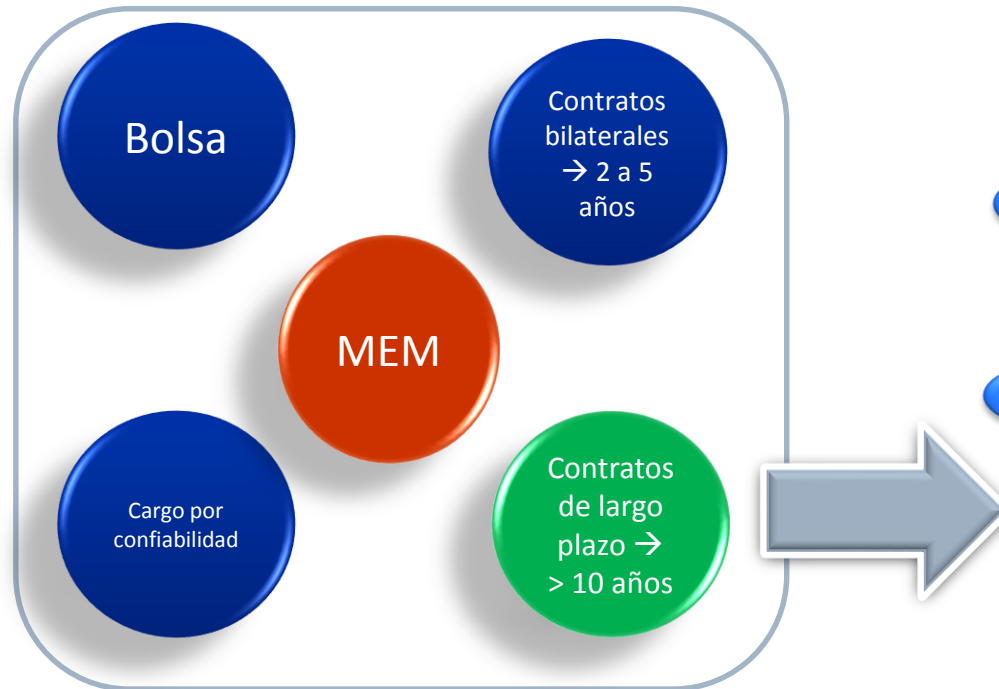 Bolsa
Contratos
bilaterales
→ 2 a 5
años
MEM
Cargo por
confiabilidad
Contratos
de largo
plazo →
> 10 años